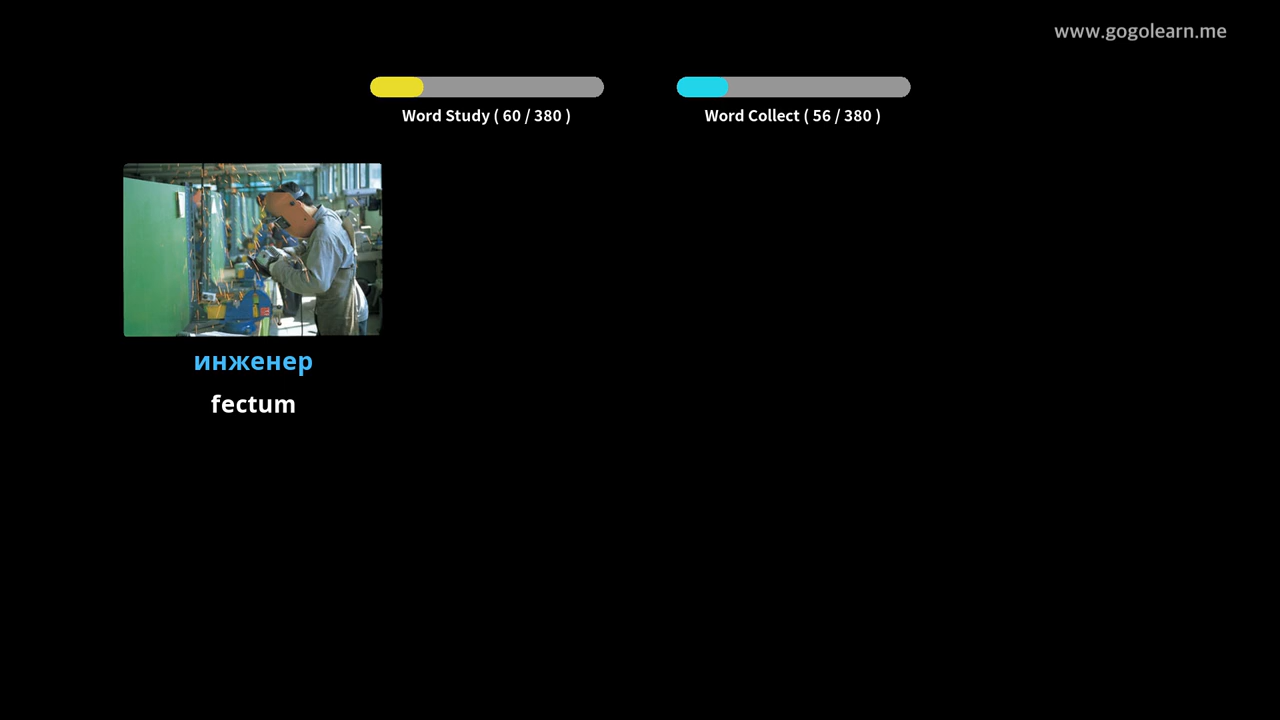 www.gogolearn.me
Word Study ( 60 / 380 )
Word Collect ( 56 / 380 )
инженер
fectum